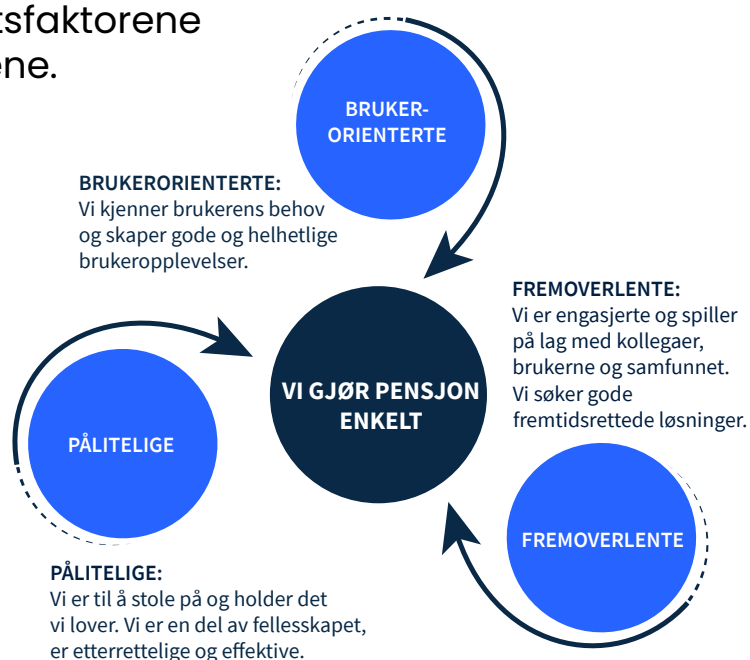 tsfaktorene
ene.
BRUKER-
ORIENTERTE
BRUKERORIENTERTE:
Vi kjenner brukerens behov
og skaper gode og helhetlige
brukeropplevelser.
FREMOVERLENTE:
Vi er engasjerte og spiller
på lag med kollegaer,
brukerne og samfunnet.
Vi søker gode
fremtidsrettede løsninger.
VI GJØR PENSJON
ENKELT
PÅLITELIGE
FREMOVERLENTE
PÅLITELIGE:
Vi er til å stole på og holder det
vi lover. Vi er en del av fellesskapet,
er etterrettelige og effektive.